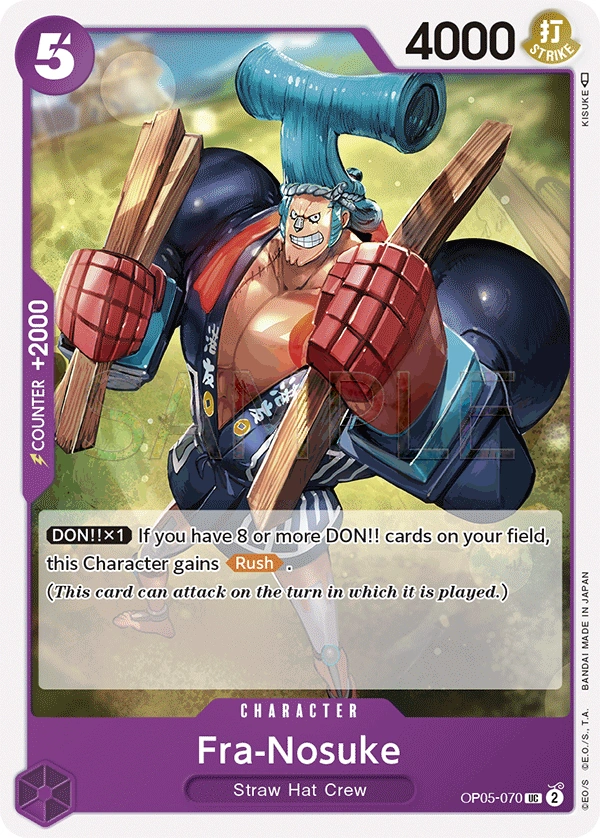 5
4000
打
STRIKE
KISUKE
COUNTER +2000
SAMPLE
DON!!×1 If you have 8 or more DON!! cards on your field,
this Character gains Rush .
(This card can attack on the turn in which it is played.)
CHARACTER
Fra-Nosuke
Straw Hat Crew
OP05-070 UC 2
©E.O/S ©E.O./S., T.A. BANDAI MADE IN JAPAN